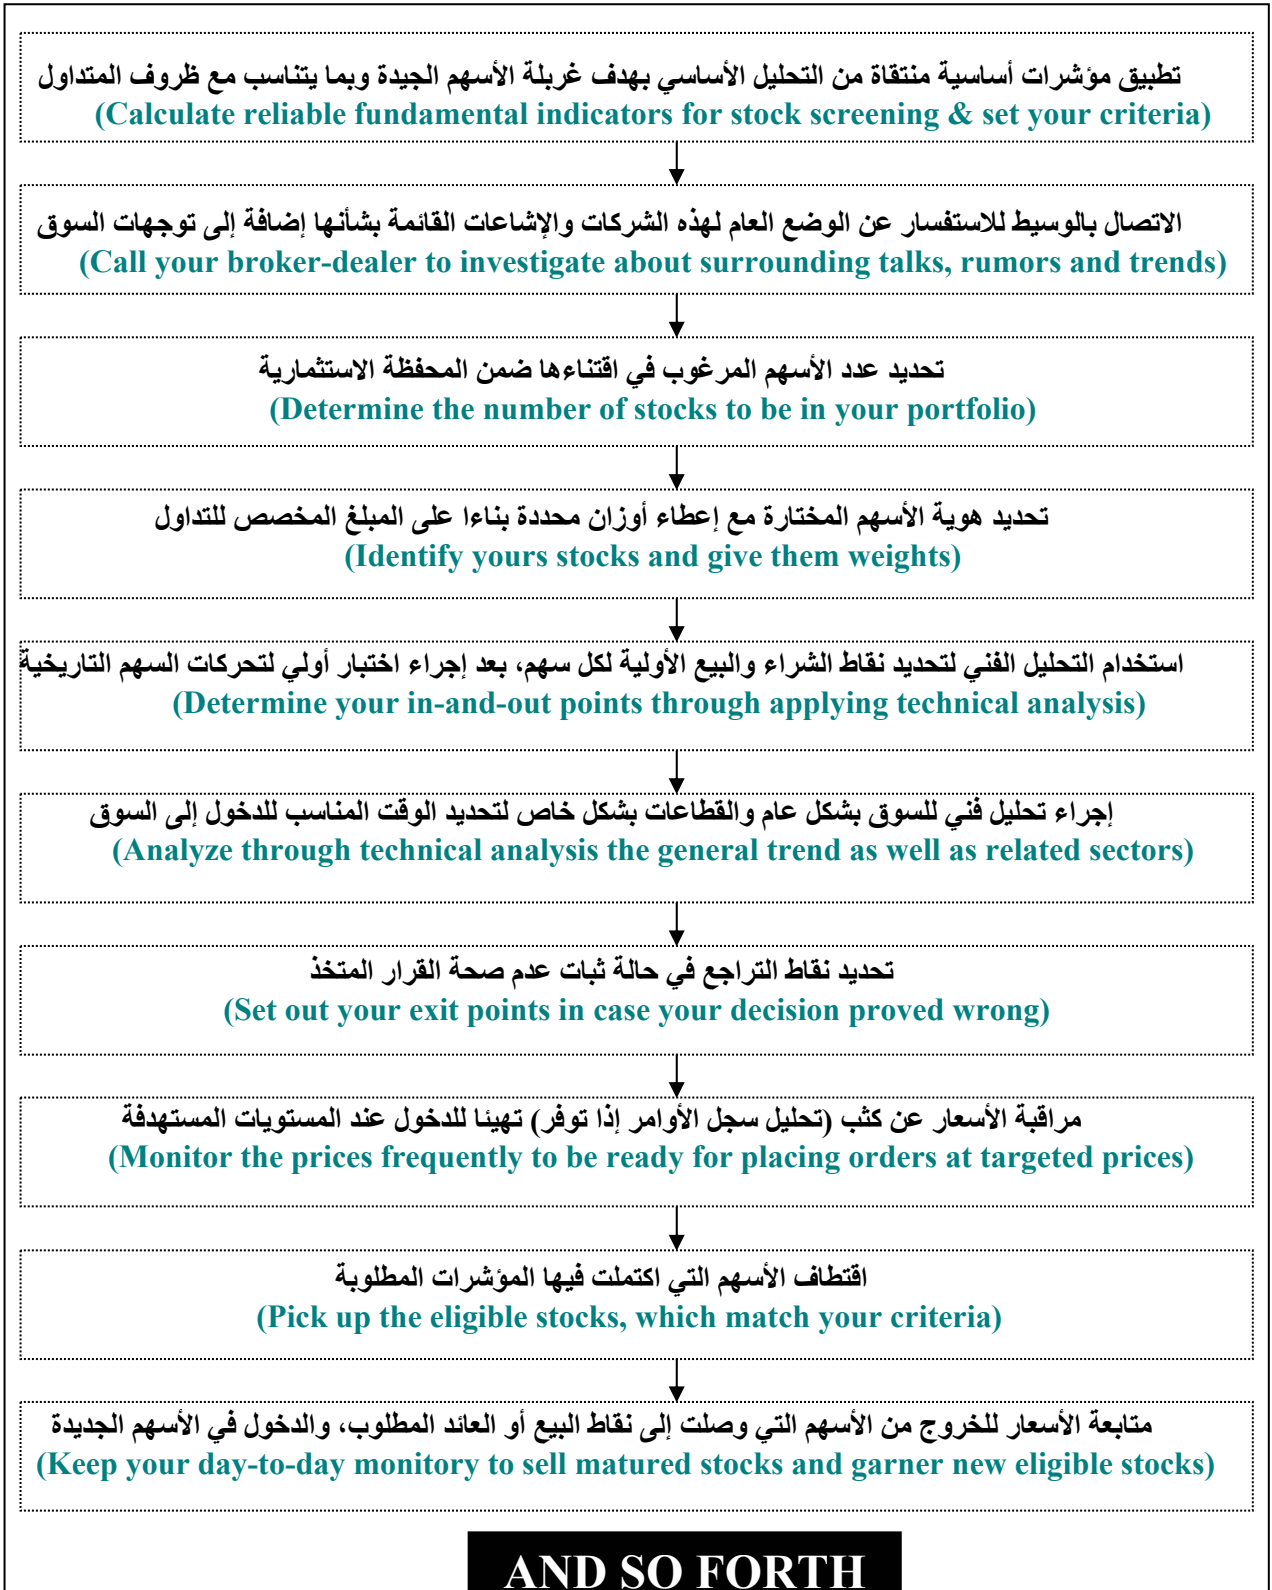 تطبيق مؤشرات أساسية منتقاة من التحليل الأساسي بهدف غربلة الأسهم الجيدة وبما يتناسب مع ظروف المتداول
(Calculate reliable fundamental indicators for stock screening & set your criteria)
الاتصال بالوسيط للاستفسار عن الوضع العام لهذه الشركات والإشاعات القائمة بشأنها إضافة إلى توجهات السوق
(Call your broker-dealer to investigate about surrounding talks, rumors and trends)
تحديد عدد الأسهم المرغوب في اقتناءها ضمن المحفظة الاستثمارية
(Determine the number of stocks to be in your portfolio)
تحديد هوية الأسهم المختارة مع إعطاء أوزان محددة بناءا على المبلغ المخصص للتداول
(Identify yours stocks and give them weights)
استخدام التحليل الفني لتحديد نقاط الشراء والبيع الأولية لكل سهم، بعد إجراء اختبار أولي لتحركات السهم التاريخية
(Determine your in-and-out points through applying technical analysis)
إجراء تحليل فني للسوق بشكل عام والقطاعات بشكل خاص لتحديد الوقت المناسب للدخول إلى السوق
(Analyze through technical analysis the general trend as well as related sectors)
تحديد نقاط التراجع في حالة ثبات عدم صحة القرار المتخذ
(Set out your exit points in case your decision proved wrong)
مراقبة الأسعار عن كثب (تحليل سجل الأوامر إذا توفر) تهيئا للدخول عند المستويات المستهدفة
(Monitor the prices frequently to be ready for placing orders at targeted prices)
اقتطاف الأسهم التي اكتملت فيها المؤشرات المطلوبة
(Pick up the eligible stocks, which match your criteria)
متابعة الأسعار للخروج من الأسهم التي وصلت إلى نقاط البيع أو العائد المطلوب، والدخول في الأسهم الجديدة
(Keep your day-to-day monitory to sell matured stocks and garner new eligible stocks)
AND SO FORTH